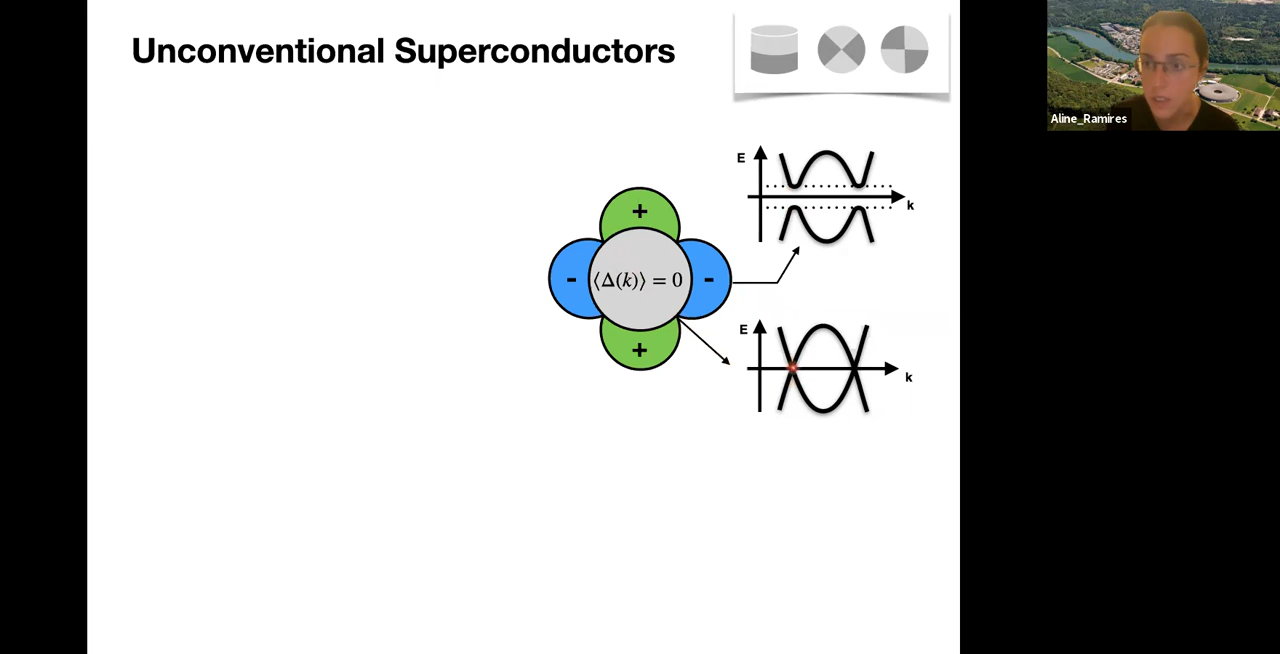 Unconventional Superconductors
Aline_Ramires
E
k
+
- ⟨Δ(k)⟩ = 0 -
+
E
k